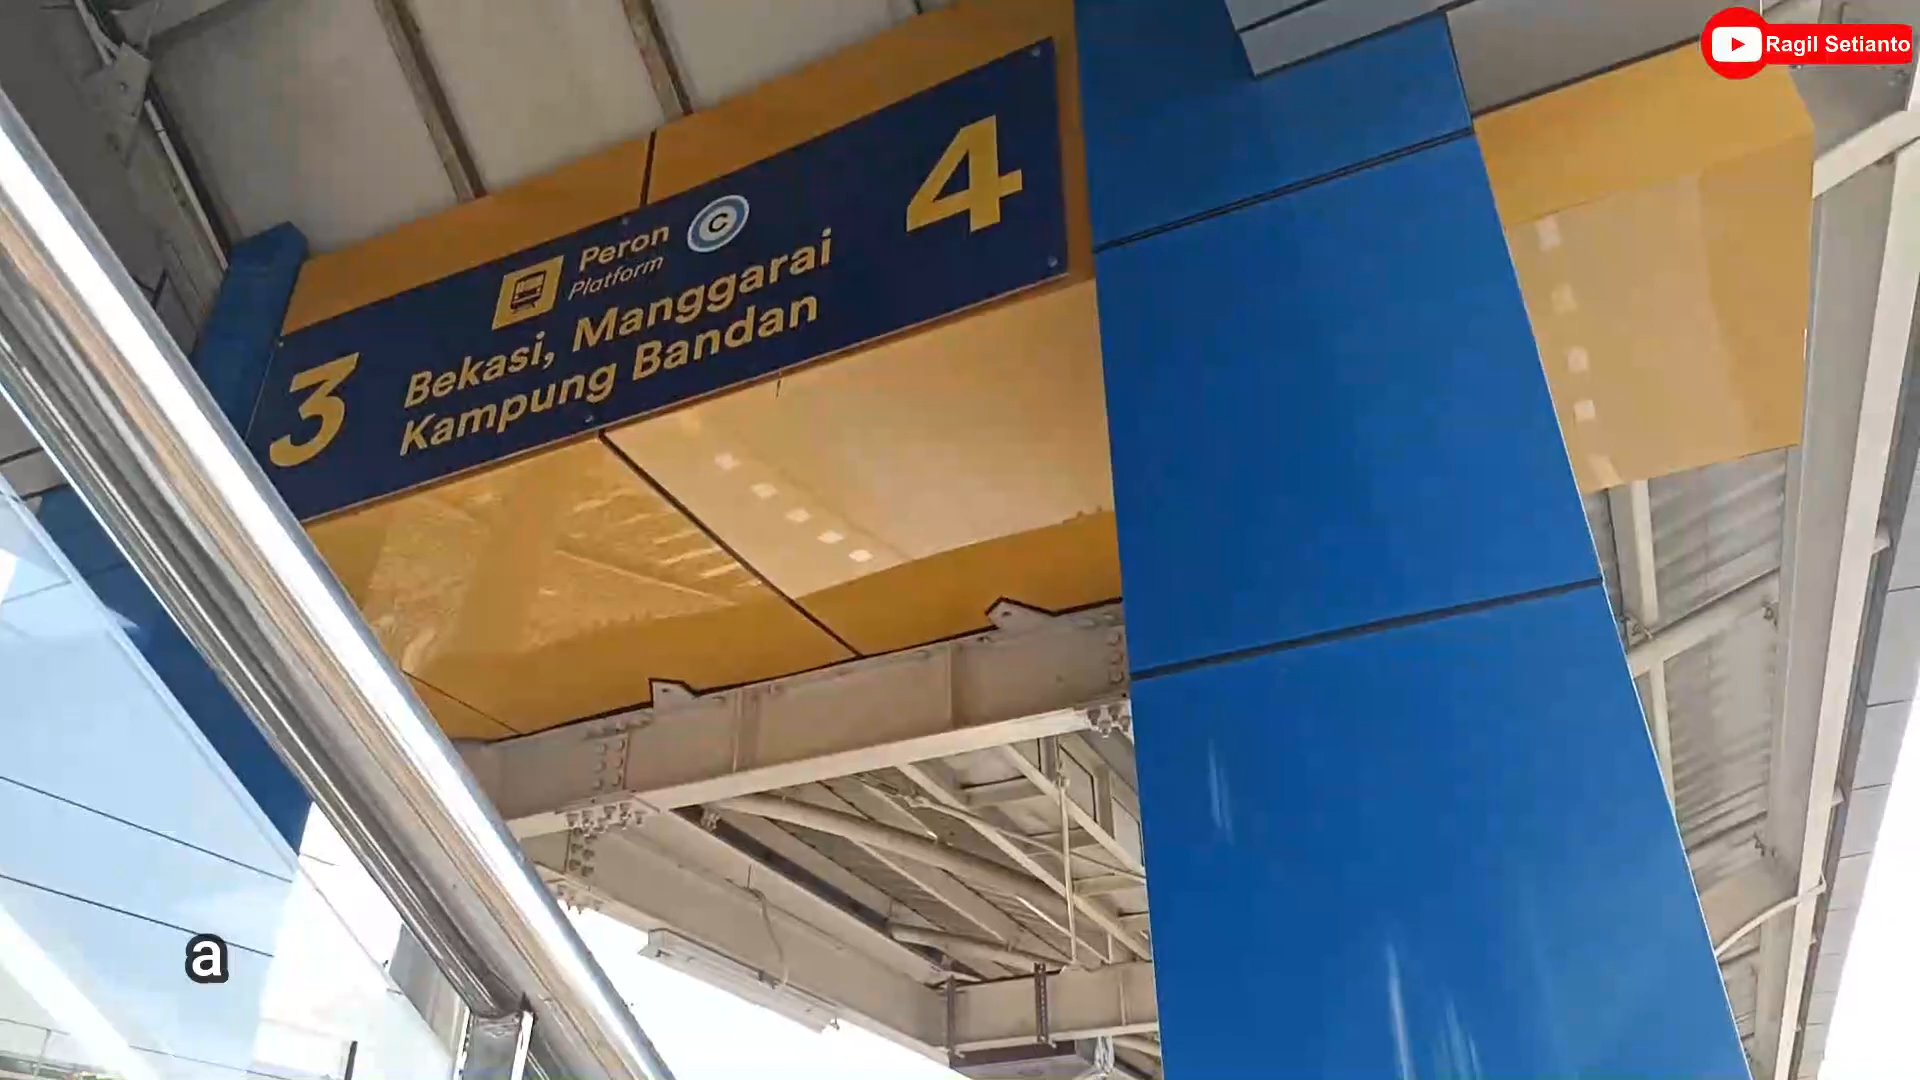 Ragil Setianto
Peron C
Platform
3 Bekasi, Manggarai 4
Kampung Bandan
a